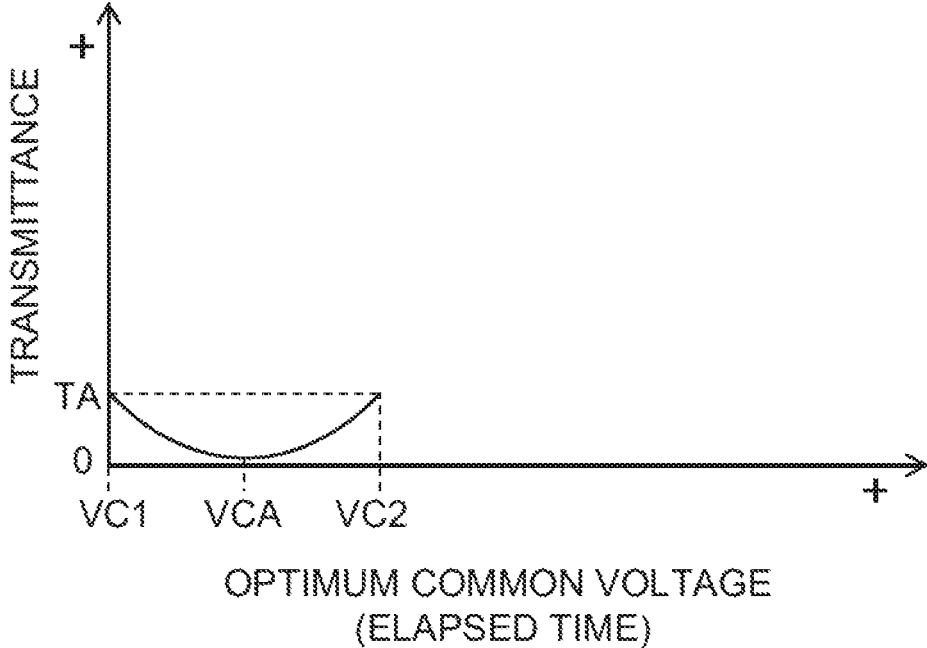 +
TRANSMITTANCE
TA
0
+
VC1 VCA VC2
OPTIMUM COMMON VOLTAGE
(ELAPSED TIME)